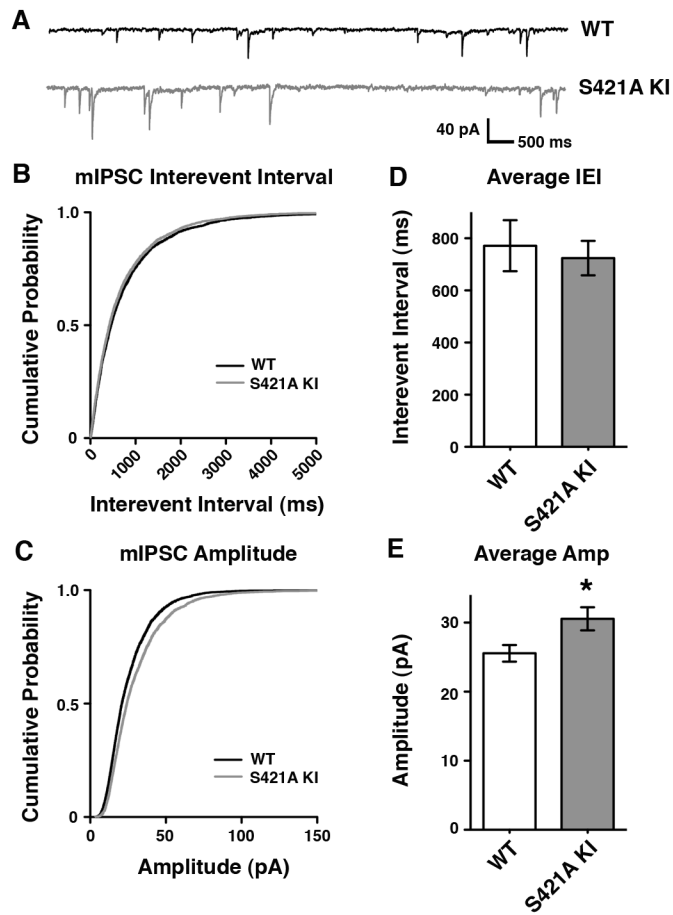 A
WT
S421A KI
40 pA
500 ms
B
mIPSC Interevent Interval
Cumulative Probability
1.0
0.5
0
WT
S421A KI
0
1000
2000
3000
4000
5000
Interevent Interval (ms)
D
Average IEI
Interevent Interval (ms)
800
600
400
200
0
WT
S421A KI
C
mIPSC Amplitude
Cumulative Probability
1.0
0.5
0
WT
S421A KI
0
50
100
150
Amplitude (pA)
E
Average Amp
*
Amplitude (pA)
30
20
10
0
WT
S421A KI